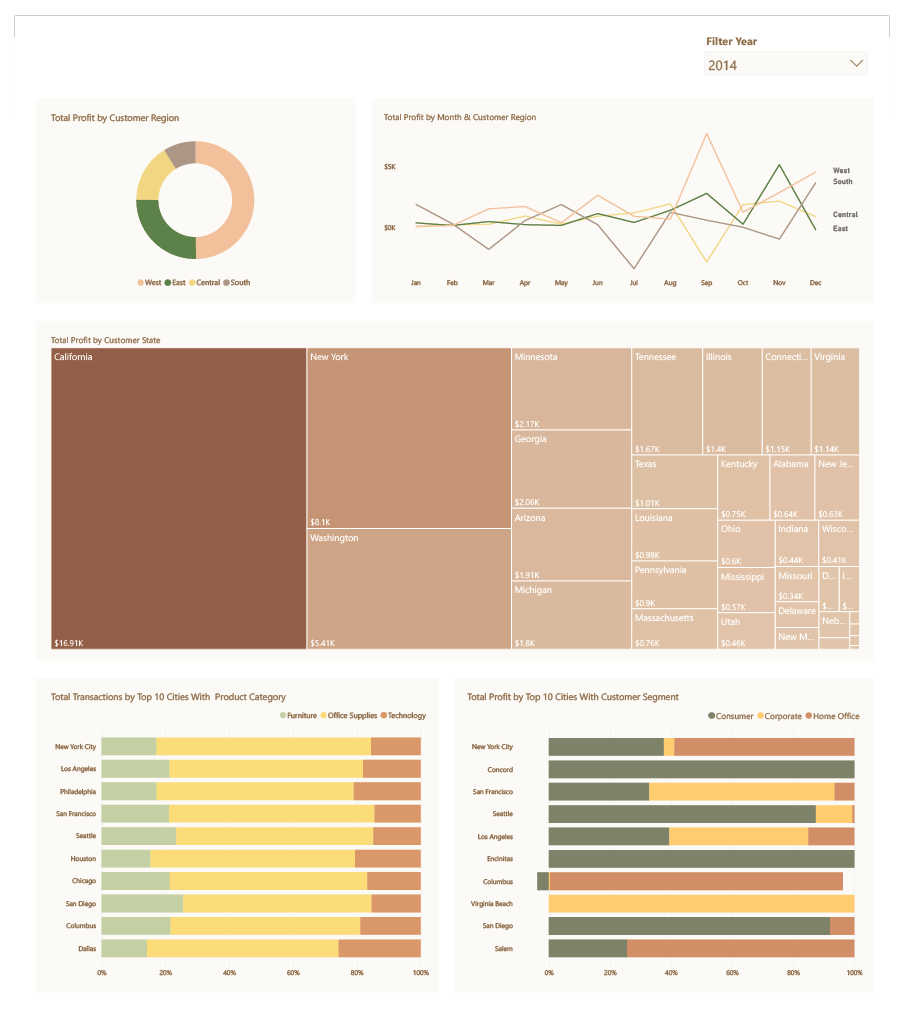 Filter Year
2014
Total Profit by Customer Region
West East Central South
Total Profit by Month & Customer Region
$5K
$0K
West
South
Central
East
Jan Feb Mar Apr May Jun Jul Aug Sep Oct Nov Dec
Total Profit by Customer State
California
$16.91K
New York
$8.1K
Washington
$5.41K
Minnesota
$2.17K
Georgia
$2.06K
Arizona
$1.91K
Michigan
$1.8K
Tennessee
$1.67K
Illinois
$1.4K
Connecti...
$1.15K
Virginia
$1.14K
Texas
$1.01K
Louisiana
$0.98K
Pennsylvania
$0.9K
Massachusetts
$0.76K
Kentucky
$0.75K
Alabama
$0.64K
New Je...
$0.63K
Ohio
$0.6K
Mississippi
$0.57K
Utah
$0.46K
Indiana
$0.44K
Wisco...
$0.41K
Missouri
$0.34K
D...
$...
I...
$...
Delaware
New M...
Neb...
Total Transactions by Top 10 Cities With Product Category
Furniture Office Supplies Technology
New York City
Los Angeles
Philadelphia
San Francisco
Seattle
Houston
Chicago
San Diego
Columbus
Dallas
0% 20% 40% 60% 80% 100%
Total Profit by Top 10 Cities With Customer Segment
Consumer Corporate Home Office
New York City
Concord
San Francisco
Seattle
Los Angeles
Encinitas
Columbus
Virginia Beach
San Diego
Salem
0% 20% 40% 60% 80% 100%